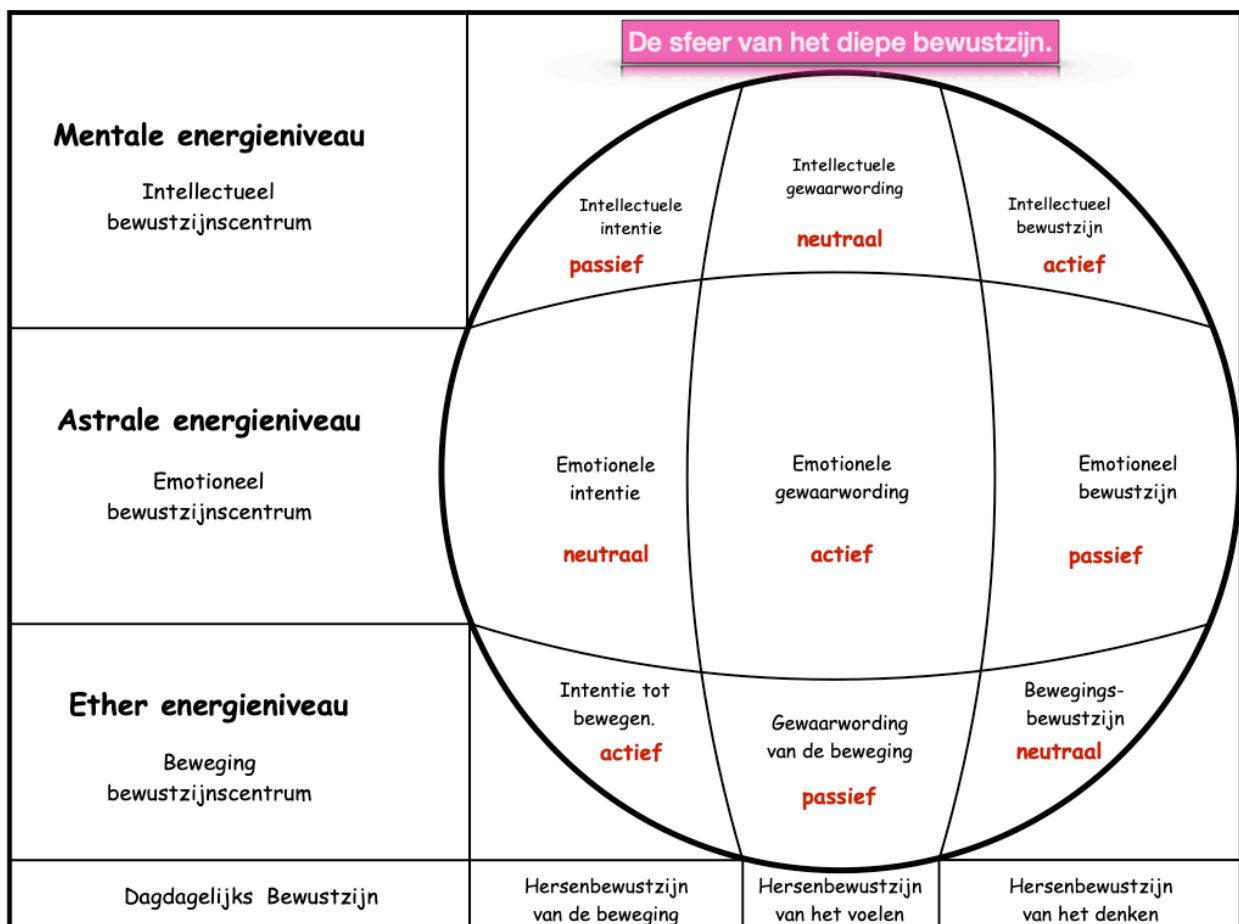 De sfeer van het diepe bewustzijn.
Mentale energieniveau
Intellectueel
bewustzijnscentrum
Intellectuele
intentie
passief
Intellectuele
gewaarwording
neutraal
Intellectueel
bewustzijn
actief
Astrale energieniveau
Emotioneel
bewustzijnscentrum
Emotionele
intentie
neutraal
Emotionele
gewaarwording
actief
Emotioneel
bewustzijn
passief
Ether energieniveau
Beweging
bewustzijnscentrum
Intentie tot
bewegen.
actief
Gewaarwording
van de beweging
passief
Bewegings-
bewustzijn
neutraal
Dagdagelijks Bewustzijn
Hersenbewustzijn
van de beweging
Hersenbewustzijn
van het voelen
Hersenbewustzijn
van het denken